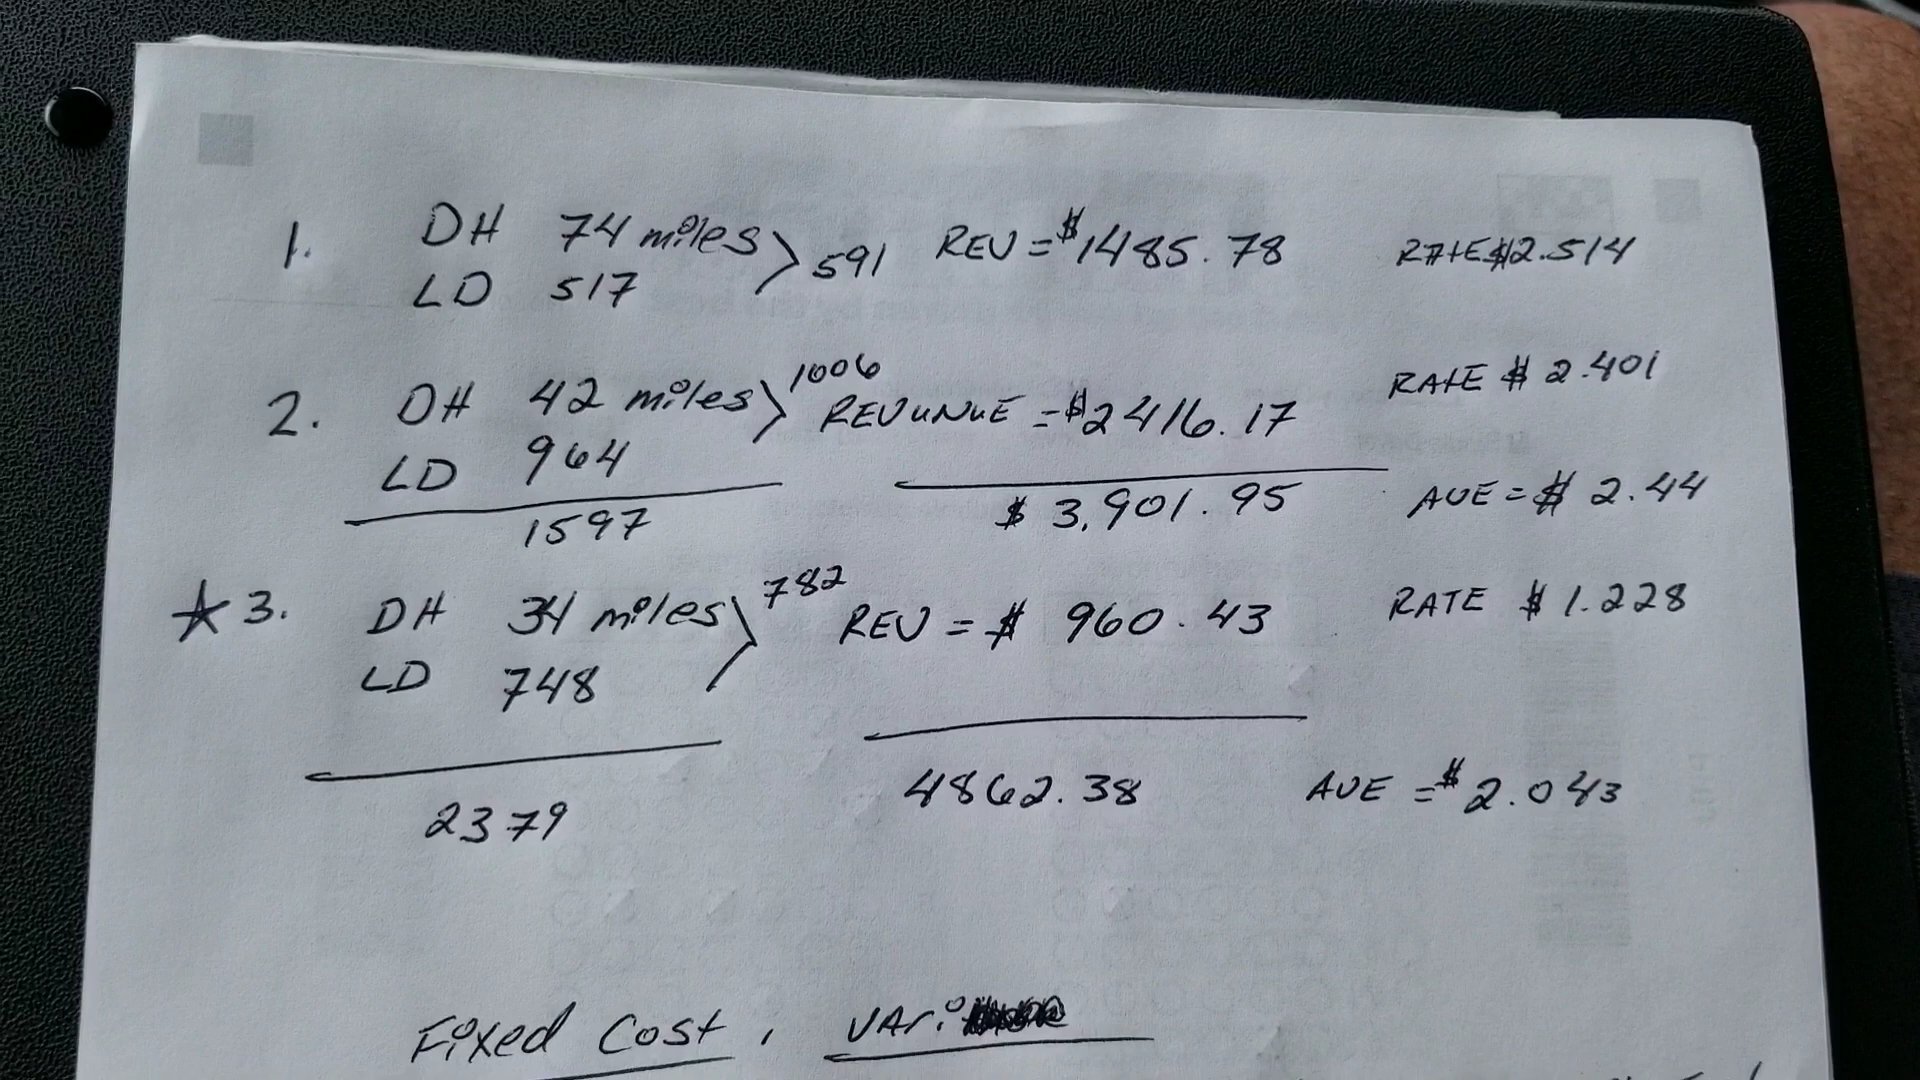 1. DH 74 miles > 591 REV = $1485.78 RATE $2.514
LD 517
2. DH 42 miles > 1006 REVUNUE = $2416.17 RATE $2.401
LD 964
1597 $3,901.95 AVE = $2.44
★ 3. DH 34 miles > 782 REV = $960.43 RATE $1.228
LD 748
2379 4862.38 AVE = $2.043
Fixed Cost, VAri